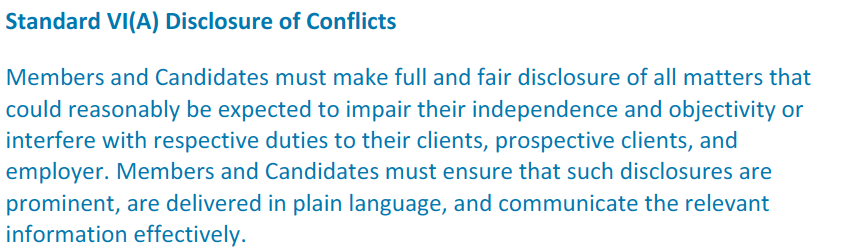 Standard VI(A) Disclosure of Conflicts
Members and Candidates must make full and fair disclosure of all matters that
could reasonably be expected to impair their independence and objectivity or
interfere with respective duties to their clients, prospective clients, and
employer. Members and Candidates must ensure that such disclosures are
prominent, are delivered in plain language, and communicate the relevant
information effectively.